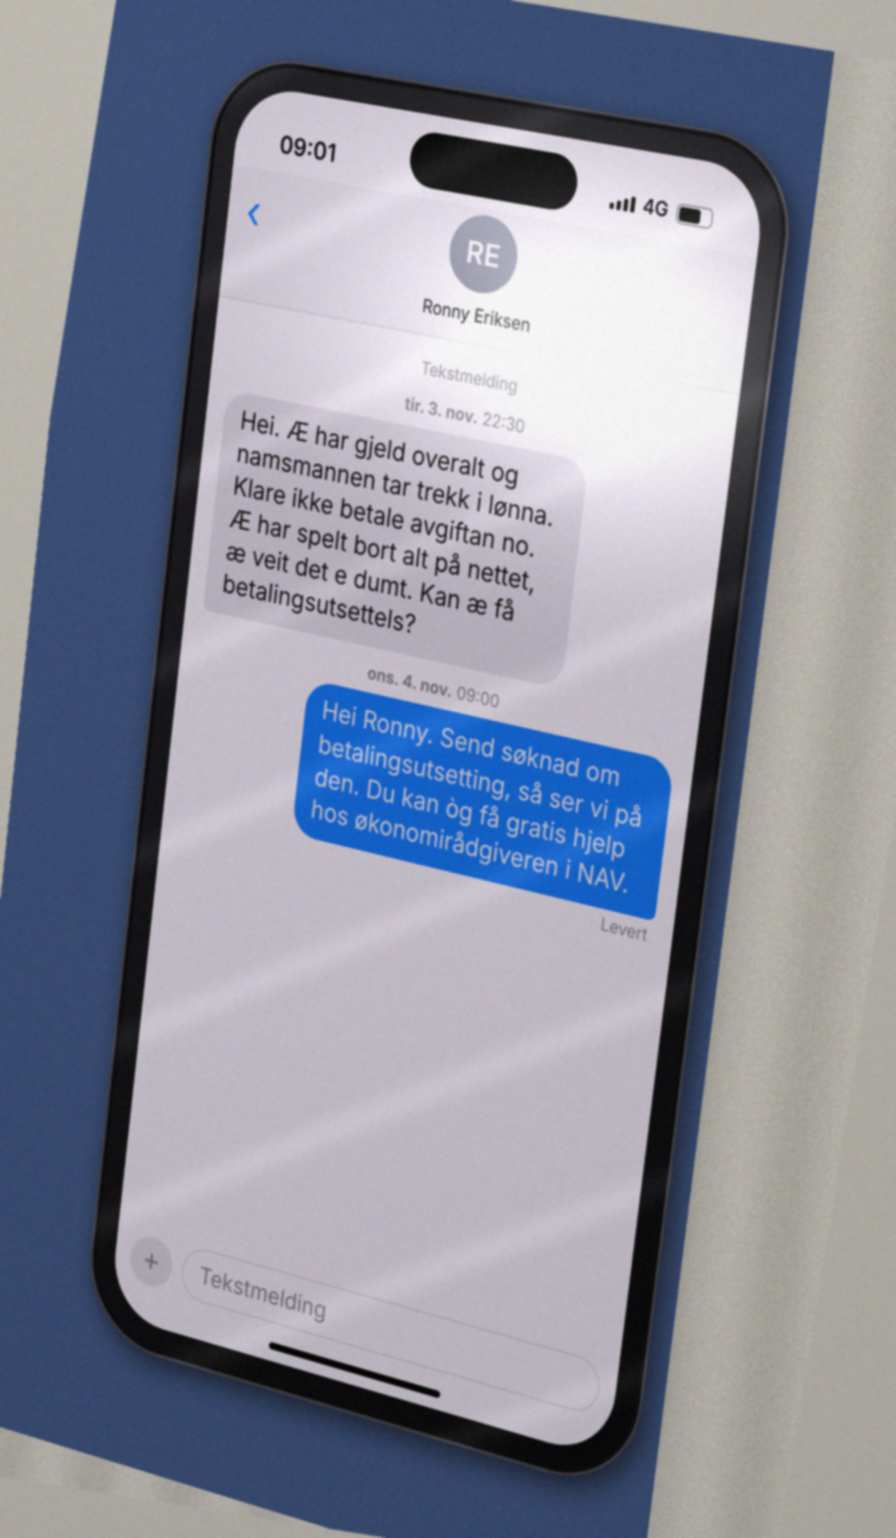 09:01
4G
RE
Ronny Eriksen
Tekstmelding
tir. 3. nov. 22:30
Hei. Æ har gjeld overalt og
namsmannen tar trekk i lønna.
Klare ikke betale avgiftan no.
Æ har spelt bort alt på nettet,
æ veit det e dumt. Kan æ få
betalingsutsettels?
ons. 4. nov. 09:00
Hei Ronny. Send søknad om
betalingsutsetting, så ser vi på
den. Du kan òg få gratis hjelp
hos økonomirådgiveren i NAV.
Levert
+
Tekstmelding